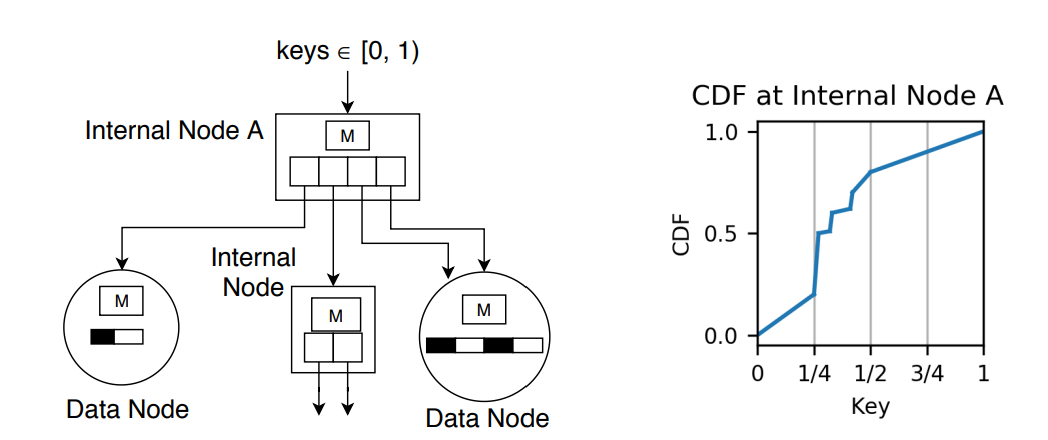 keys ∈ [0, 1)
Internal Node A
M
Internal
Node
M
M
M
Data Node
Data Node
CDF at Internal Node A
CDF
1.0
0.5
0.0
0 1/4 1/2 3/4 1
Key